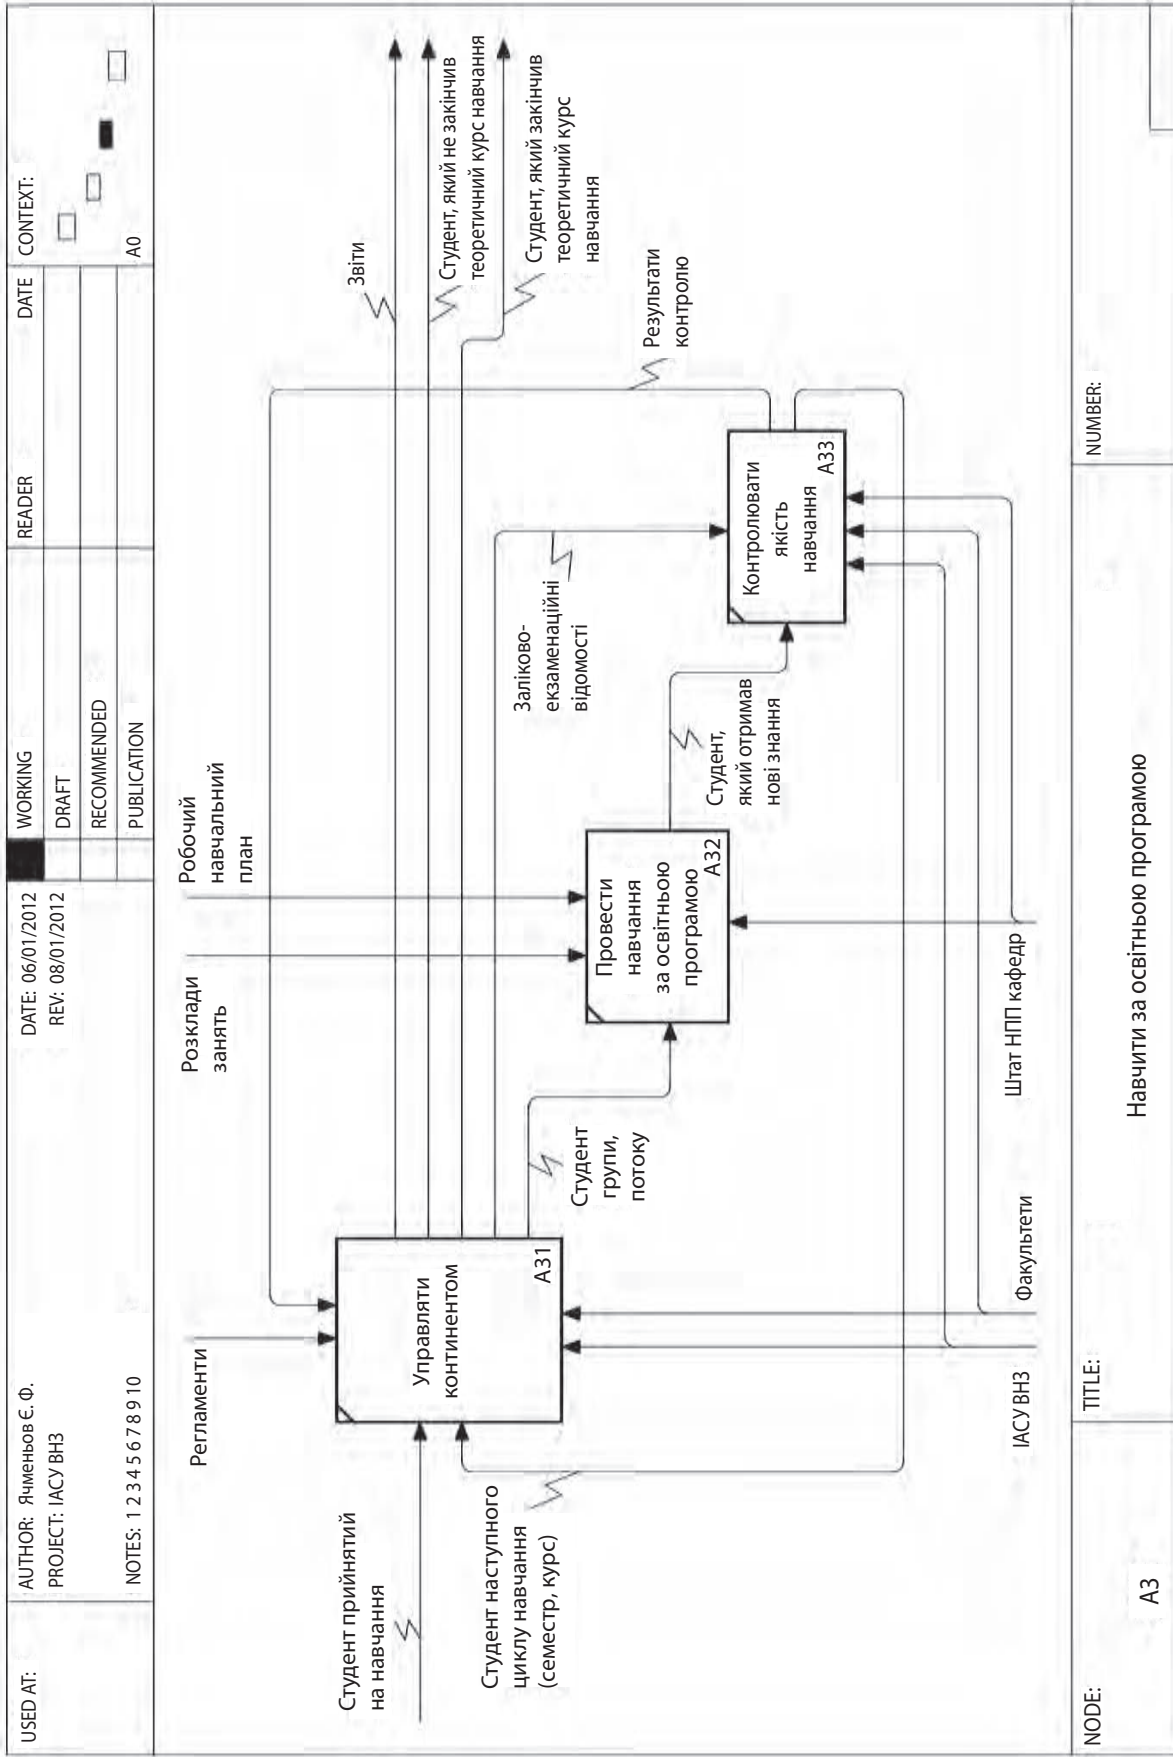 USED AT:
AUTHOR: Ячменьов Є. Ф.
PROJECT: ІАСУ ВНЗ
NOTES: 1 2 3 4 5 6 7 8 9 10
DATE: 06/01/2012
REV: 08/01/2012
WORKING
DRAFT
RECOMMENDED
PUBLICATION
READER
DATE
CONTEXT:
A0
Регламенти
Розклади
занять
Робочий
навчальний
план
Звіти
Студент, який не закінчив
теоретичний курс навчання
Студент, який закінчив
теоретичний курс
навчання
Студент прийнятий
на навчання
Студент наступного
циклу навчання
(семестр, курс)
Управляти
континентом
А31
Студент
групи,
потоку
Провести
навчання
за освітньою
програмою
А32
Заліково-
екзаменаційні
відомості
Студент,
який отримав
нові знання
Контролювати
якість
навчання
А33
Результати
контролю
ІАСУ ВНЗ
Факультети
Штат НПП кафедр
NODE:
А3
TITLE:
Навчити за освітньою програмою
NUMBER: